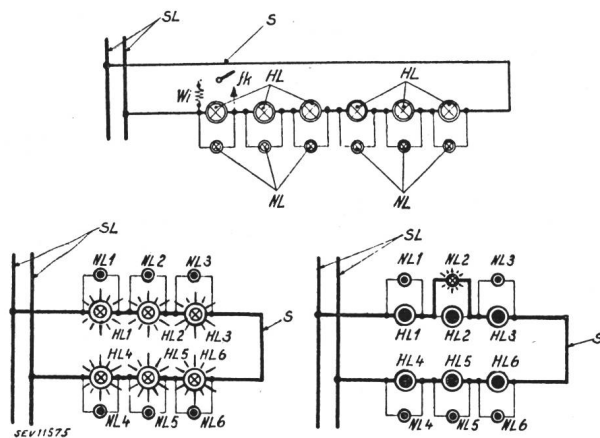 SL
S
Wi
fk
HL
HL
NL
NL
SL
NL1 NL2 NL3
HL1 HL2 HL3
S
HL4 HL5 HL6
NL4 NL5 NL6
SEV11575
SL
NL1 NL2 NL3
HL1 HL2 HL3
S
HL4 HL5 HL6
NL4 NL5 NL6